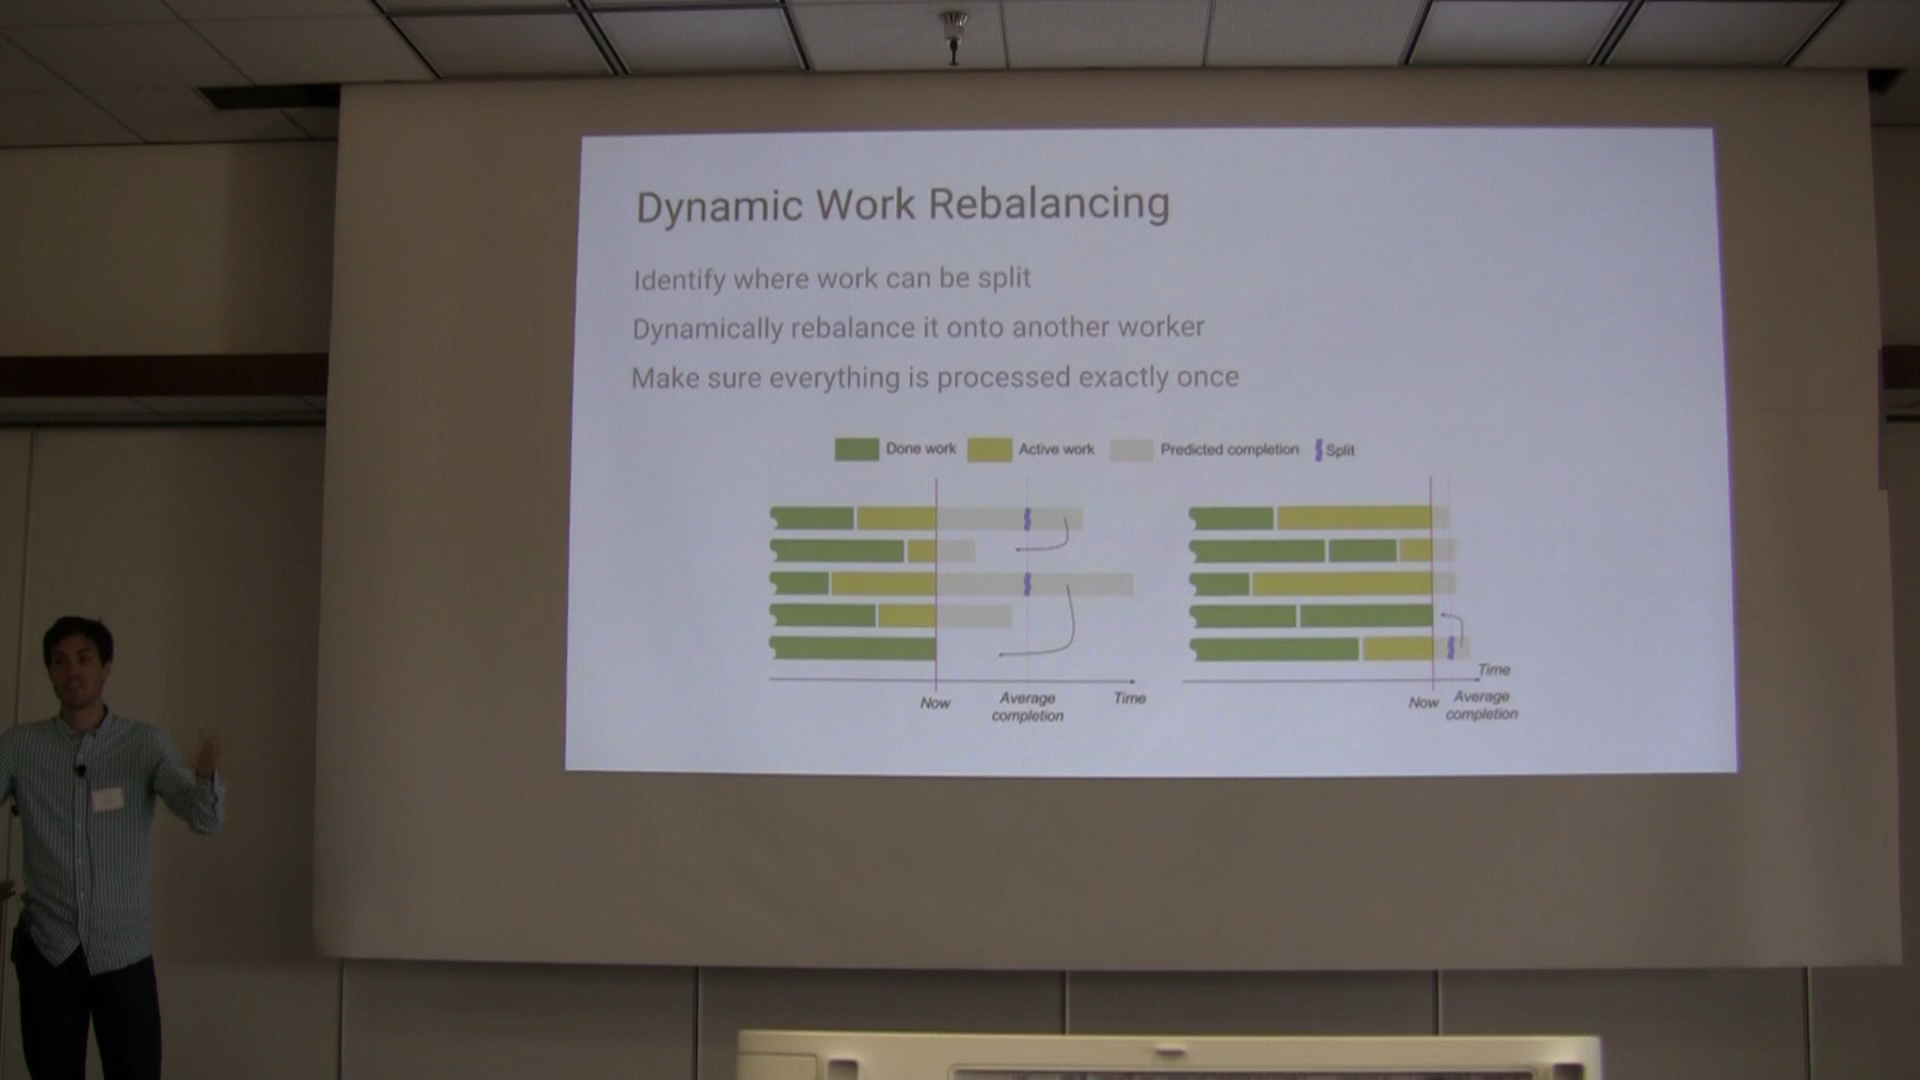 Dynamic Work Rebalancing
Identify where work can be split
Dynamically rebalance it onto another worker
Make sure everything is processed exactly once
Done work
Active work
Predicted completion
Split
Now
Average
completion
Time
Now
Average
completion
Time